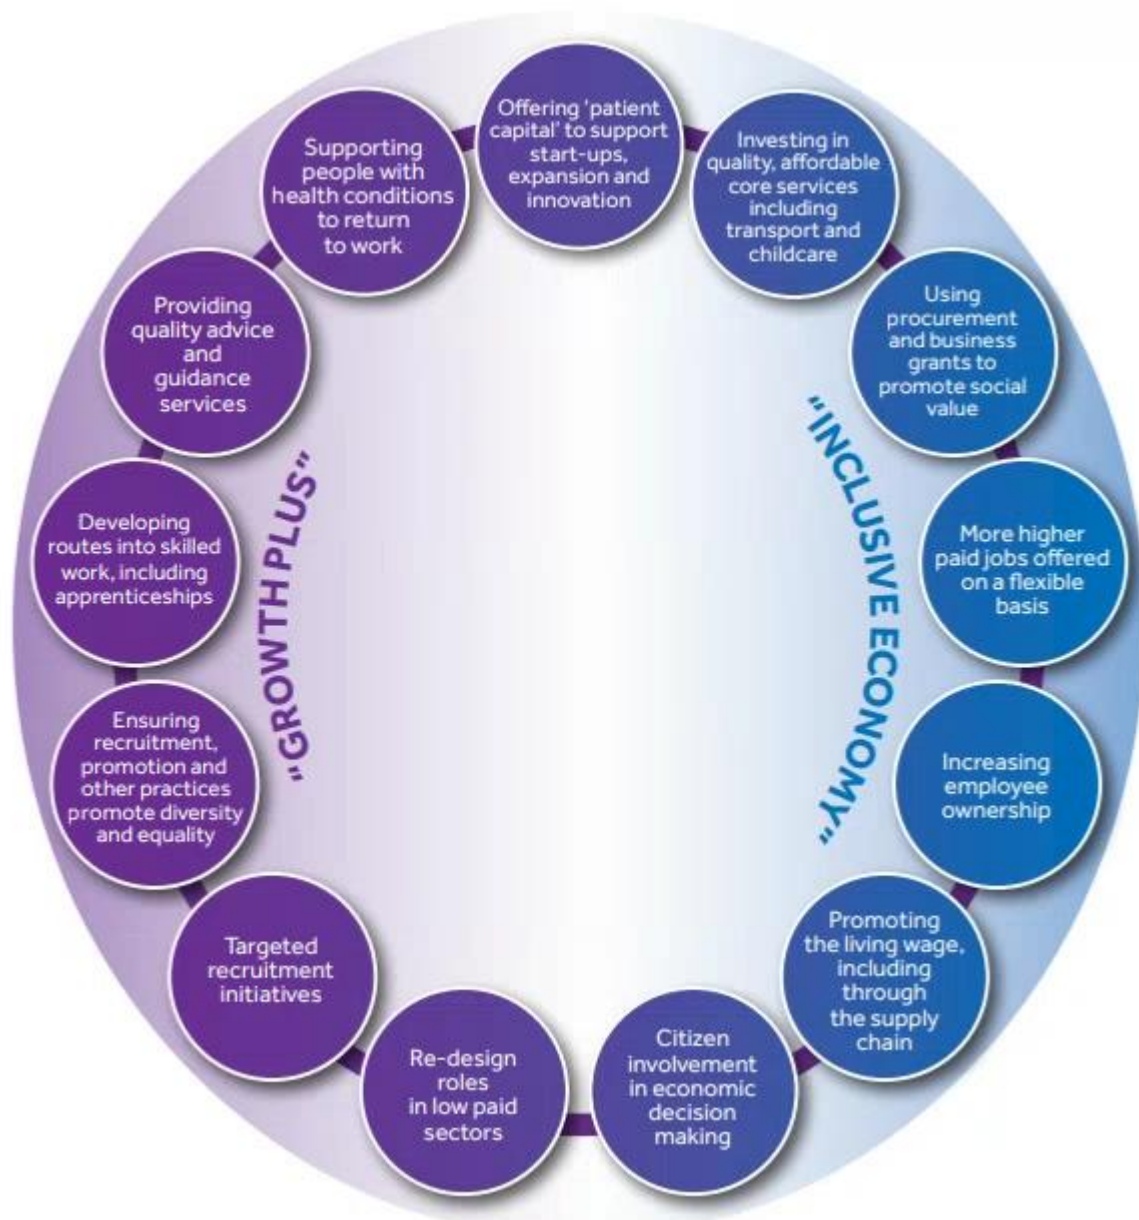 Offering 'patient
capital' to support
start-ups,
expansion and
innovation
Investing in
quality, affordable
core services
including
transport and
childcare
Using
procurement
and business
grants to
promote social
value
More higher
paid jobs offered
on a flexible
basis
Increasing
employee
ownership
Promoting
the living wage,
including
through
the supply
chain
Citizen
involvement
in economic
decision
making
Re-design
roles
in low paid
sectors
Targeted
recruitment
initiatives
Ensuring
recruitment,
promotion and
other practices
promote diversity
and equality
Developing
routes into skilled
work, including
apprenticeships
Providing
quality advice
and
guidance
services
Supporting
people with
health conditions
to return
to work
"GROWTH PLUS"
"INCLUSIVE ECONOMY"